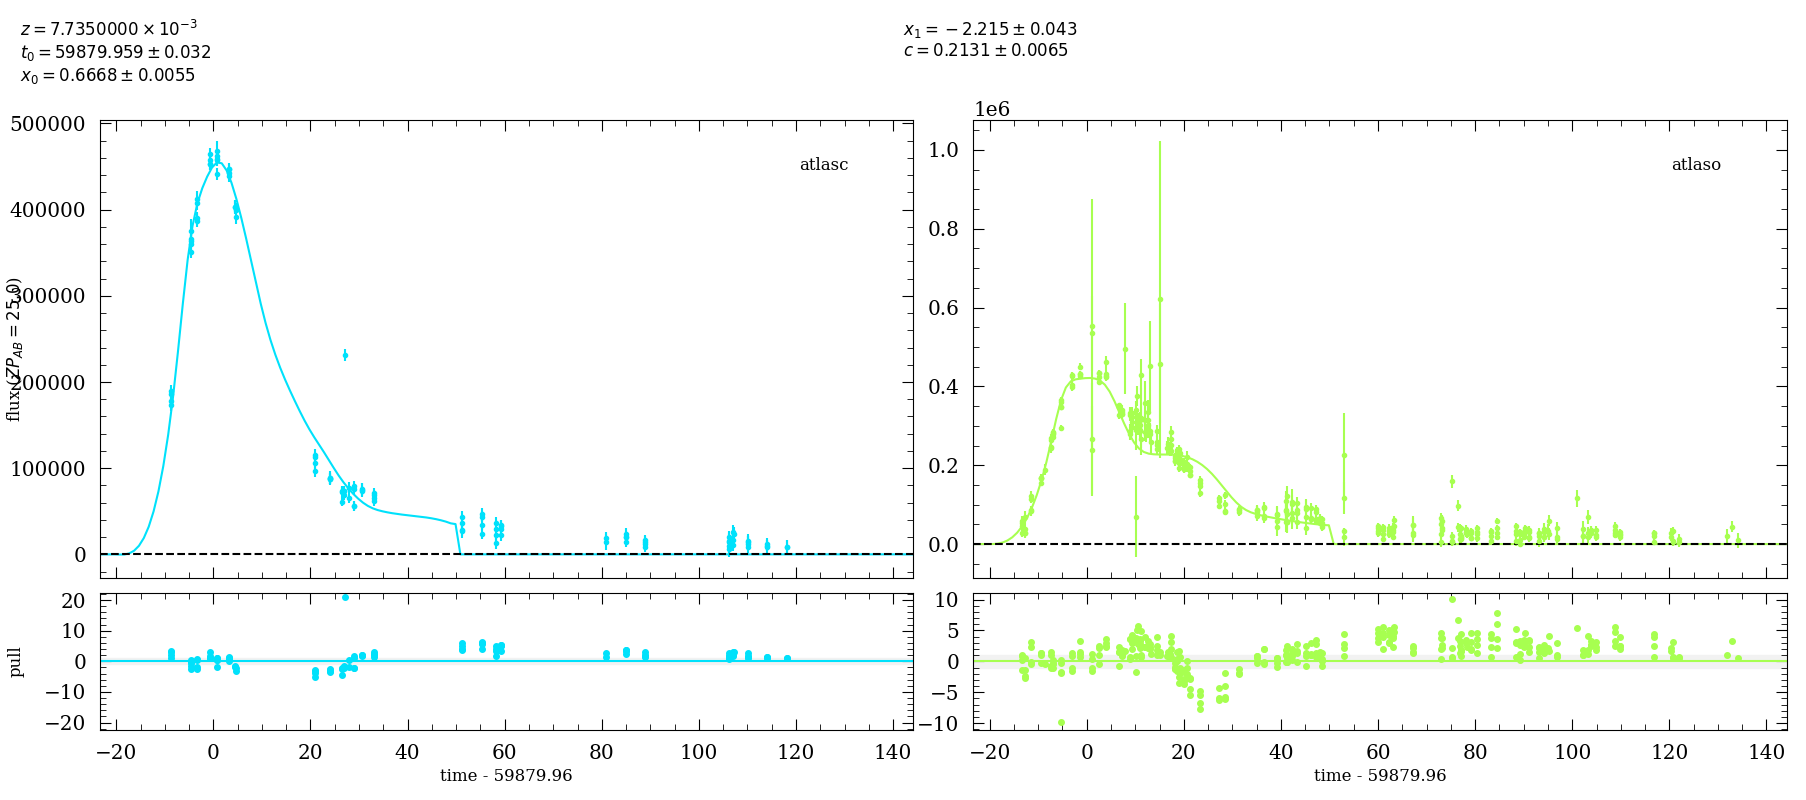 z = 7.7350000 × 10⁻³
t₀ = 59879.959 ± 0.032
x₀ = 0.6668 ± 0.0055
x₁ = −2.215 ± 0.043
c = 0.2131 ± 0.0065
1e6
500000
400000
300000
200000
100000
0
flux (ZP_AB = 25.0)
atlasc
1.0
0.8
0.6
0.4
0.2
0.0
atlaso
20
10
0
−10
−20
pull
10
5
0
−5
−10
−20 0 20 40 60 80 100 120 140
time - 59879.96
−20 0 20 40 60 80 100 120 140
time - 59879.96